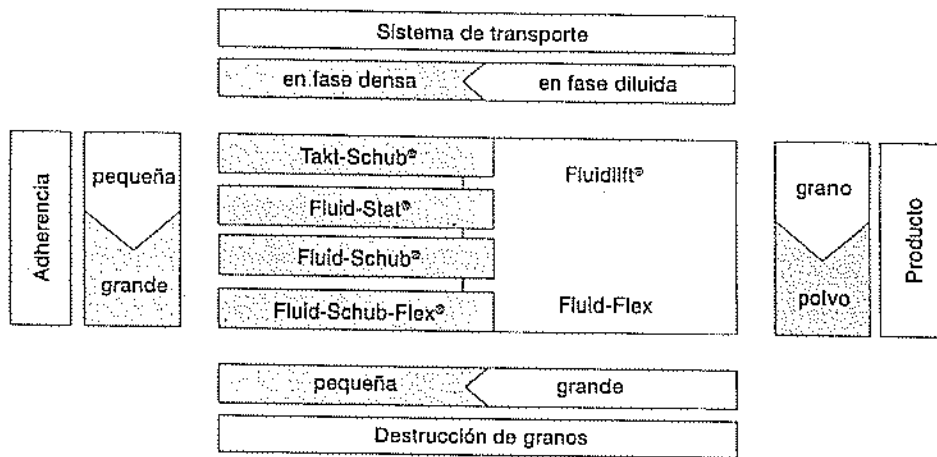 Sistema de transporte
en fase densa
en fase diluida
Adherencia
pequeña
grande
Takt-Schub®
Fluid-Stat®
Fluid-Schub®
Fluid-Schub-Flex®
Fluidlift®
Fluid-Flex
grano
polvo
Producto
pequeña
grande
Destrucción de granos